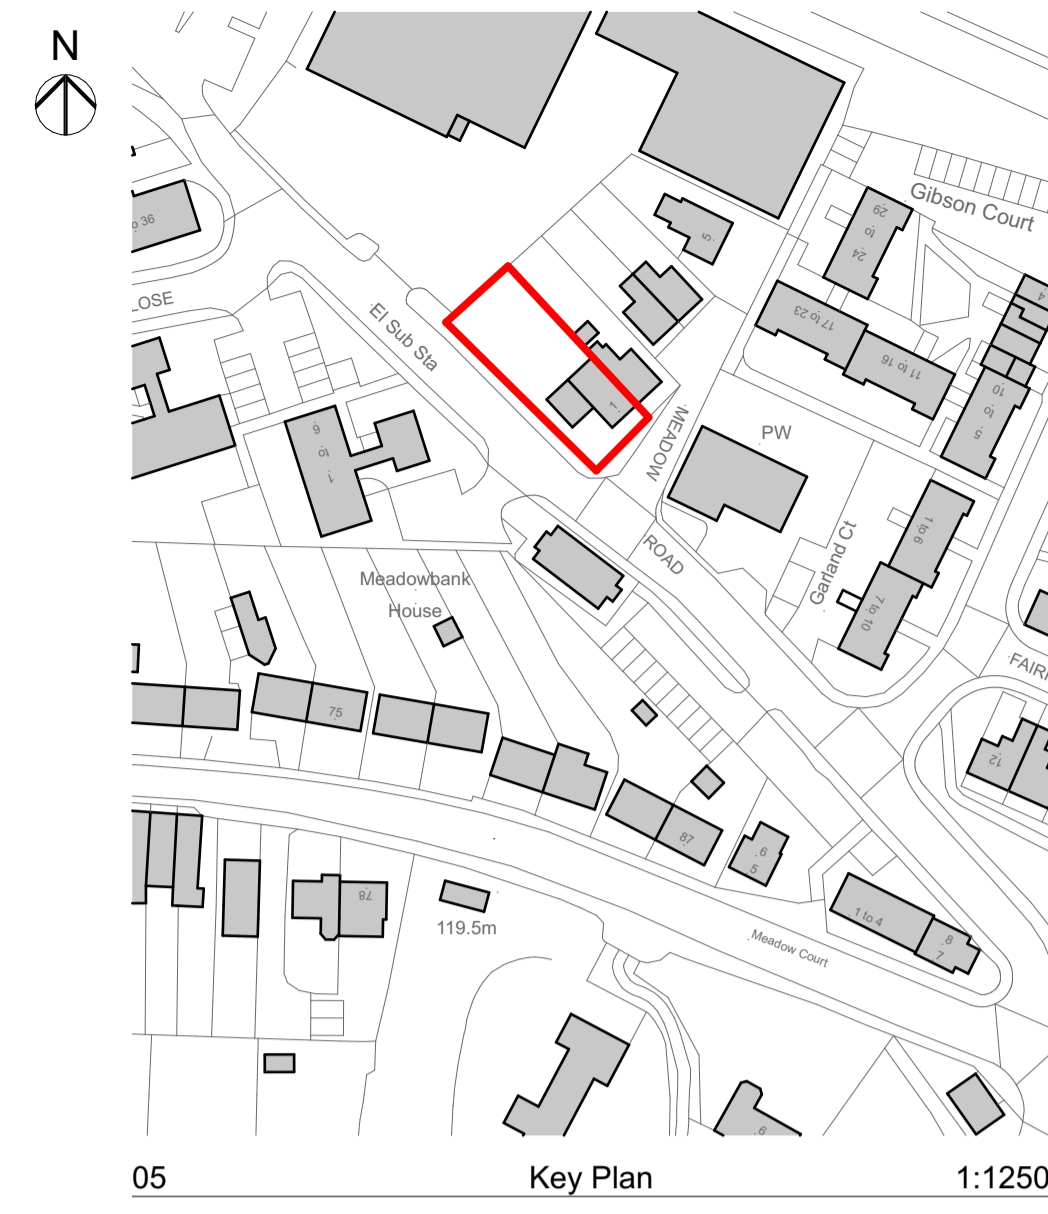 N
Gibson Court
29
to
24
5
36
LOSE
El Sub Sta
4
17 to 23
11 to 16
10
to
5
1
MEADOW
PW
6
to
1
1 to 6
ROAD
Garland Ct
Meadowbank
House
7 to 10
FAIR
75
12
87
6
5
78
1 to 4
8
7
119.5m
Meadow Court
6
05
Key Plan
1:1250